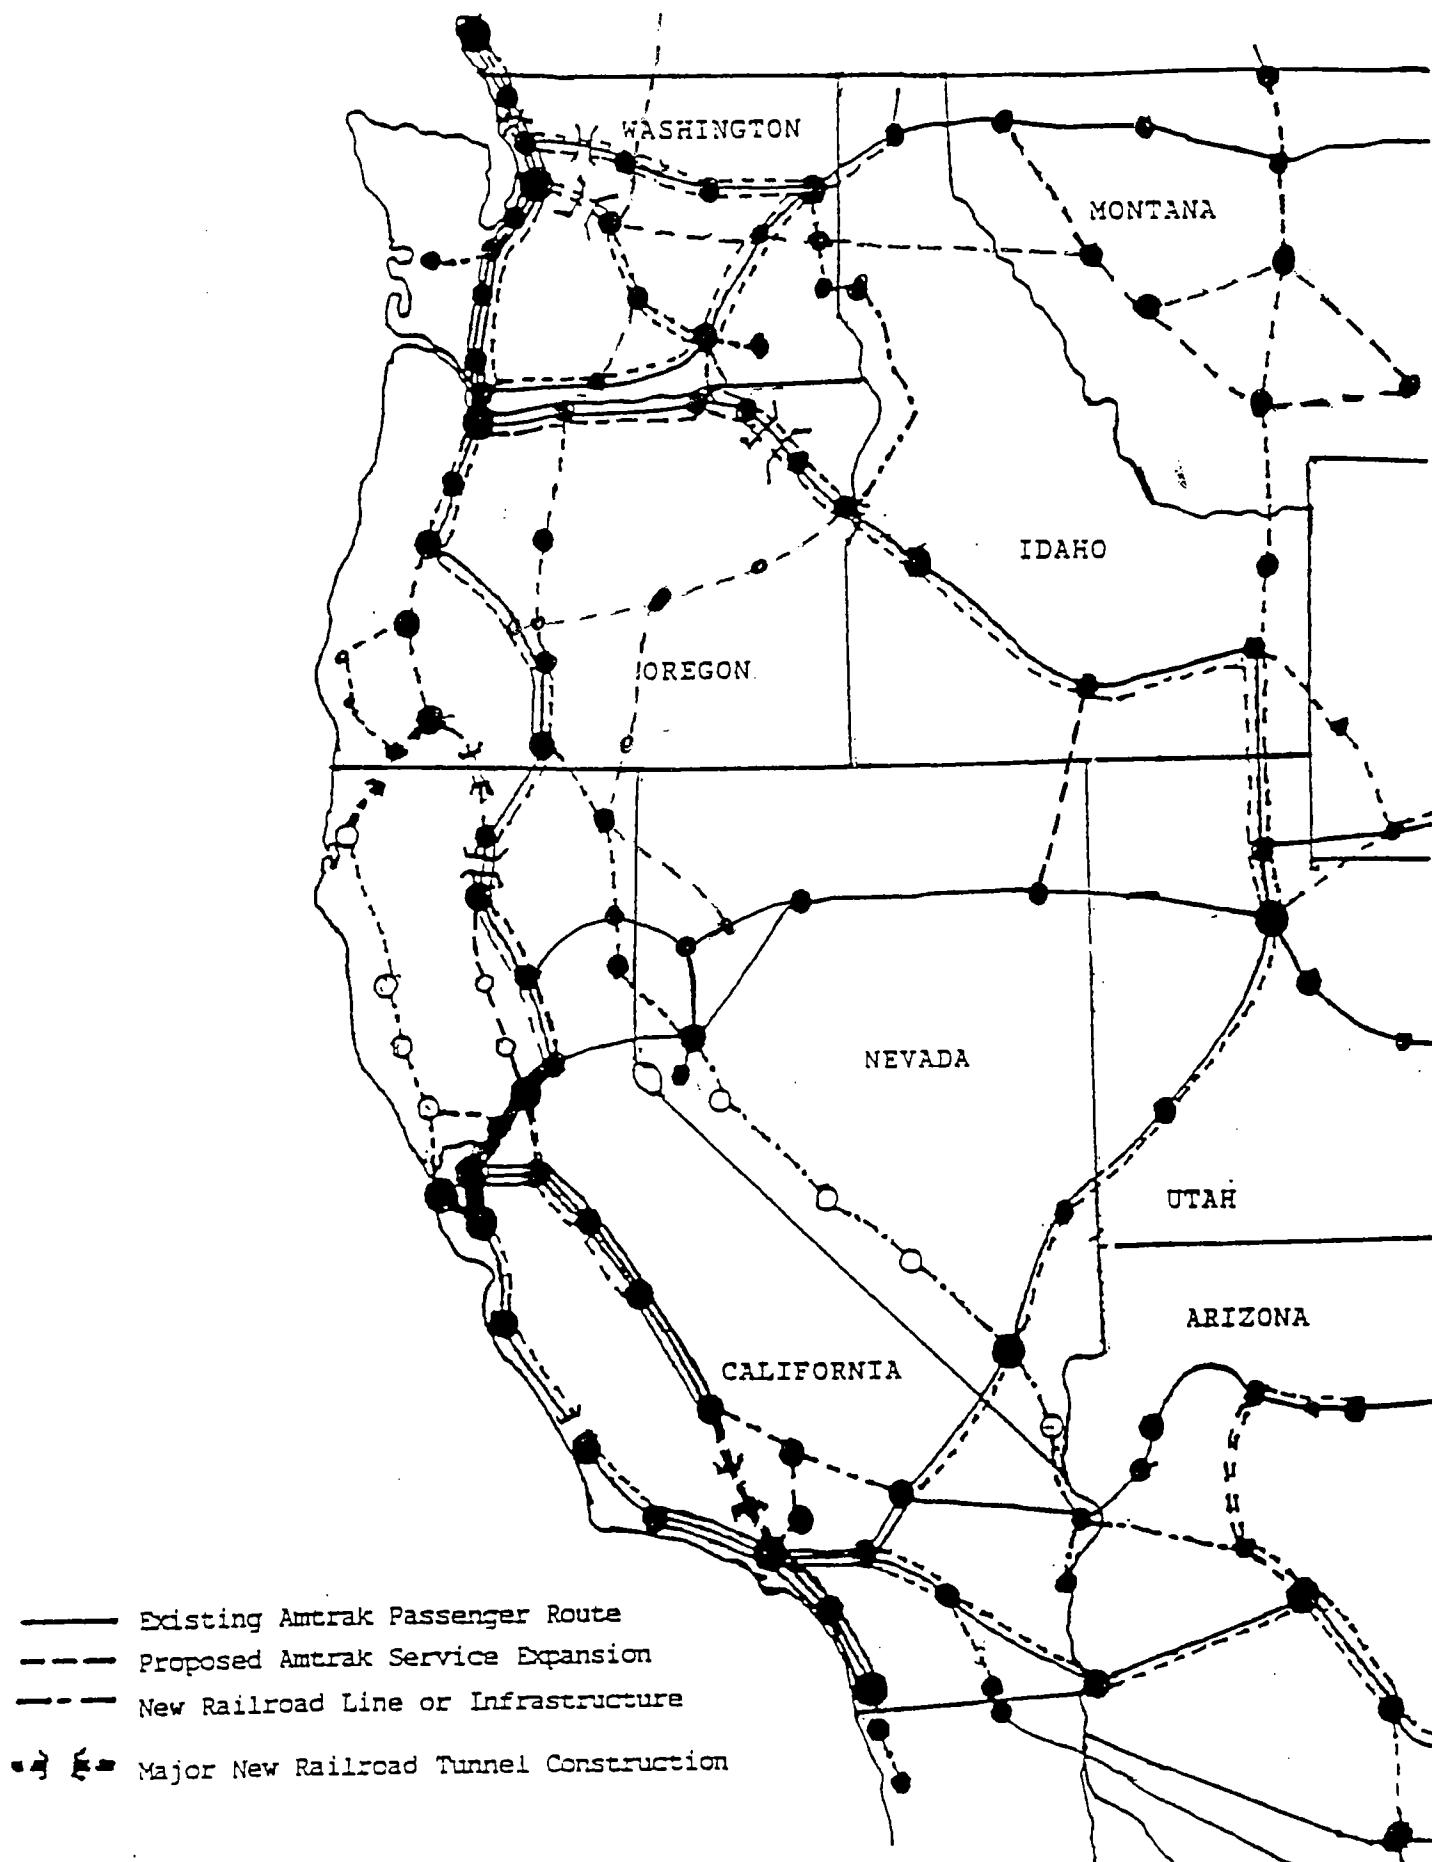 WASHINGTON
MONTANA
IDAHO
OREGON
NEVADA
UTAH
ARIZONA
CALIFORNIA
Existing Amtrak Passenger Route
Proposed Amtrak Service Expansion
New Railroad Line or Infrastructure
Major New Railroad Tunnel Construction